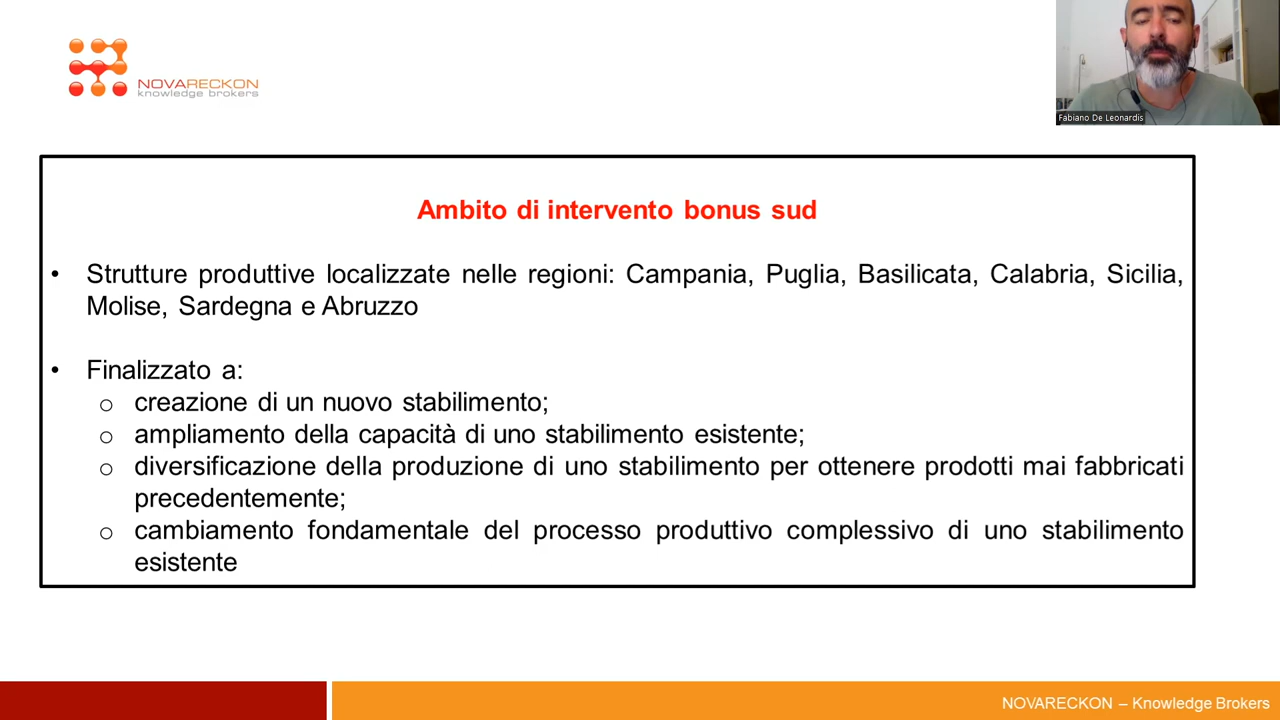 NOVARECKON
knowledge brokers
Fabiano De Leonardis
Ambito di intervento bonus sud
• Strutture produttive localizzate nelle regioni: Campania, Puglia, Basilicata, Calabria, Sicilia,
Molise, Sardegna e Abruzzo
• Finalizzato a:
o creazione di un nuovo stabilimento;
o ampliamento della capacità di uno stabilimento esistente;
o diversificazione della produzione di uno stabilimento per ottenere prodotti mai fabbricati
precedentemente;
o cambiamento fondamentale del processo produttivo complessivo di uno stabilimento
esistente
NOVARECKON – Knowledge Brokers